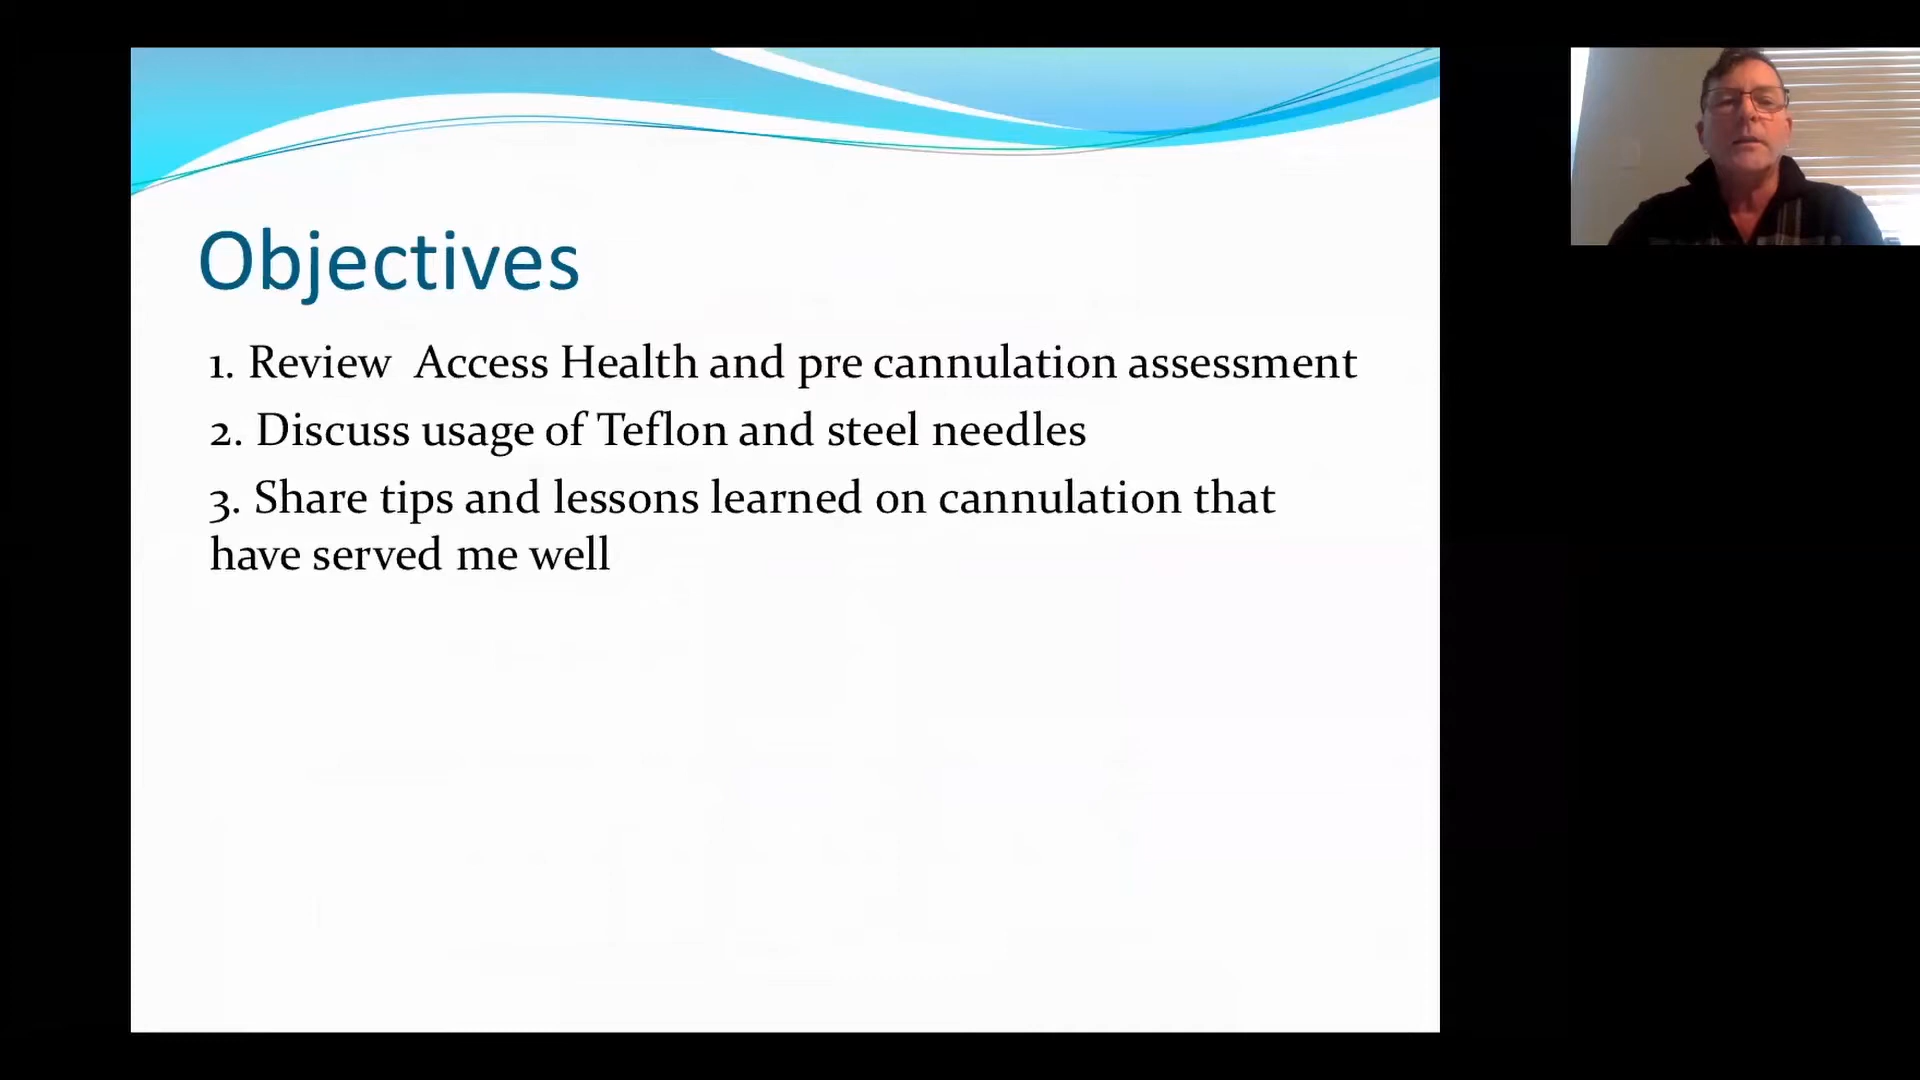 Objectives
1. Review  Access Health and pre cannulation assessment
2. Discuss usage of Teflon and steel needles
3. Share tips and lessons learned on cannulation that
have served me well